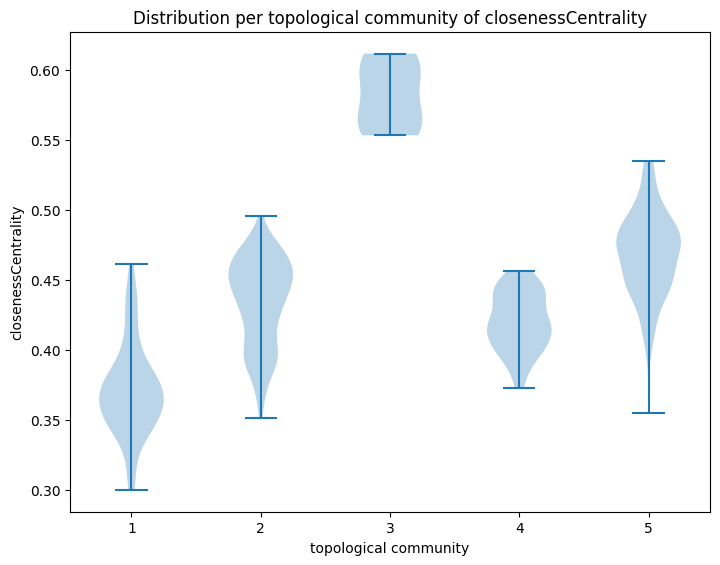 Distribution per topological community of closenessCentrality
0.60
0.55
0.50
0.45
0.40
0.35
0.30
closenessCentrality
1 2 3 4 5
topological community